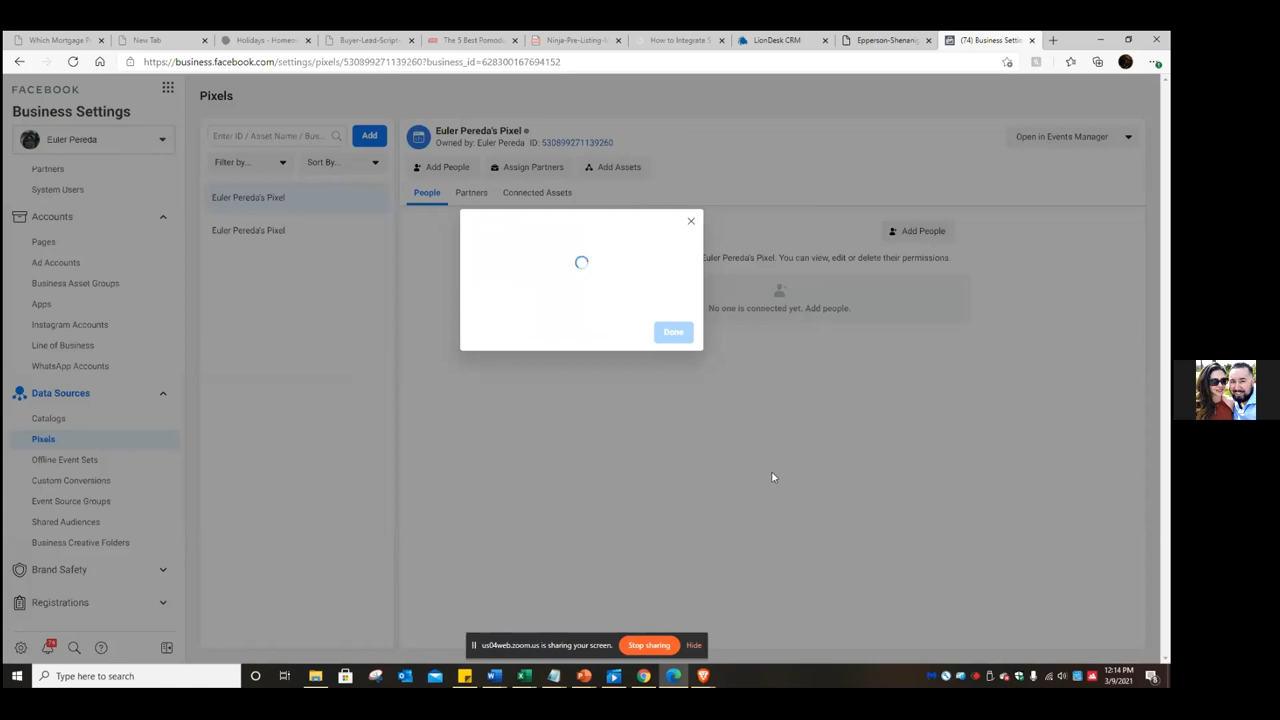 Which Mortgage P
New Tab
Holidays - Homes
Buyer-Lead-Script-
The 5 Best Pomodo
Ninja-Pre-Listing-I
How to Integrate S
LionDesk CRM
Epperson-Shenanig
(74) Business Settin
https://business.facebook.com/settings/pixels/530899271139260?business_id=628300167694152
FACEBOOK
Business Settings
Euler Pereda
Partners
System Users
Accounts
Pages
Ad Accounts
Business Asset Groups
Apps
Instagram Accounts
Line of Business
WhatsApp Accounts
Data Sources
Catalogs
Pixels
Offline Event Sets
Custom Conversions
Event Source Groups
Shared Audiences
Business Creative Folders
Brand Safety
Registrations
74
Pixels
Enter ID / Asset Name / Bus...
Add
Filter by...
Sort By...
Euler Pereda's Pixel
Euler Pereda's Pixel
Euler Pereda's Pixel
Owned by: Euler Pereda ID: 530899271139260
Open in Events Manager
Add People
Assign Partners
Add Assets
People
Partners
Connected Assets
Add People
Euler Pereda's Pixel. You can view, edit or delete their permissions.
No one is connected yet. Add people.
Done
us04web.zoom.us is sharing your screen.
Stop sharing
Hide
Type here to search
12:14 PM
3/9/2021